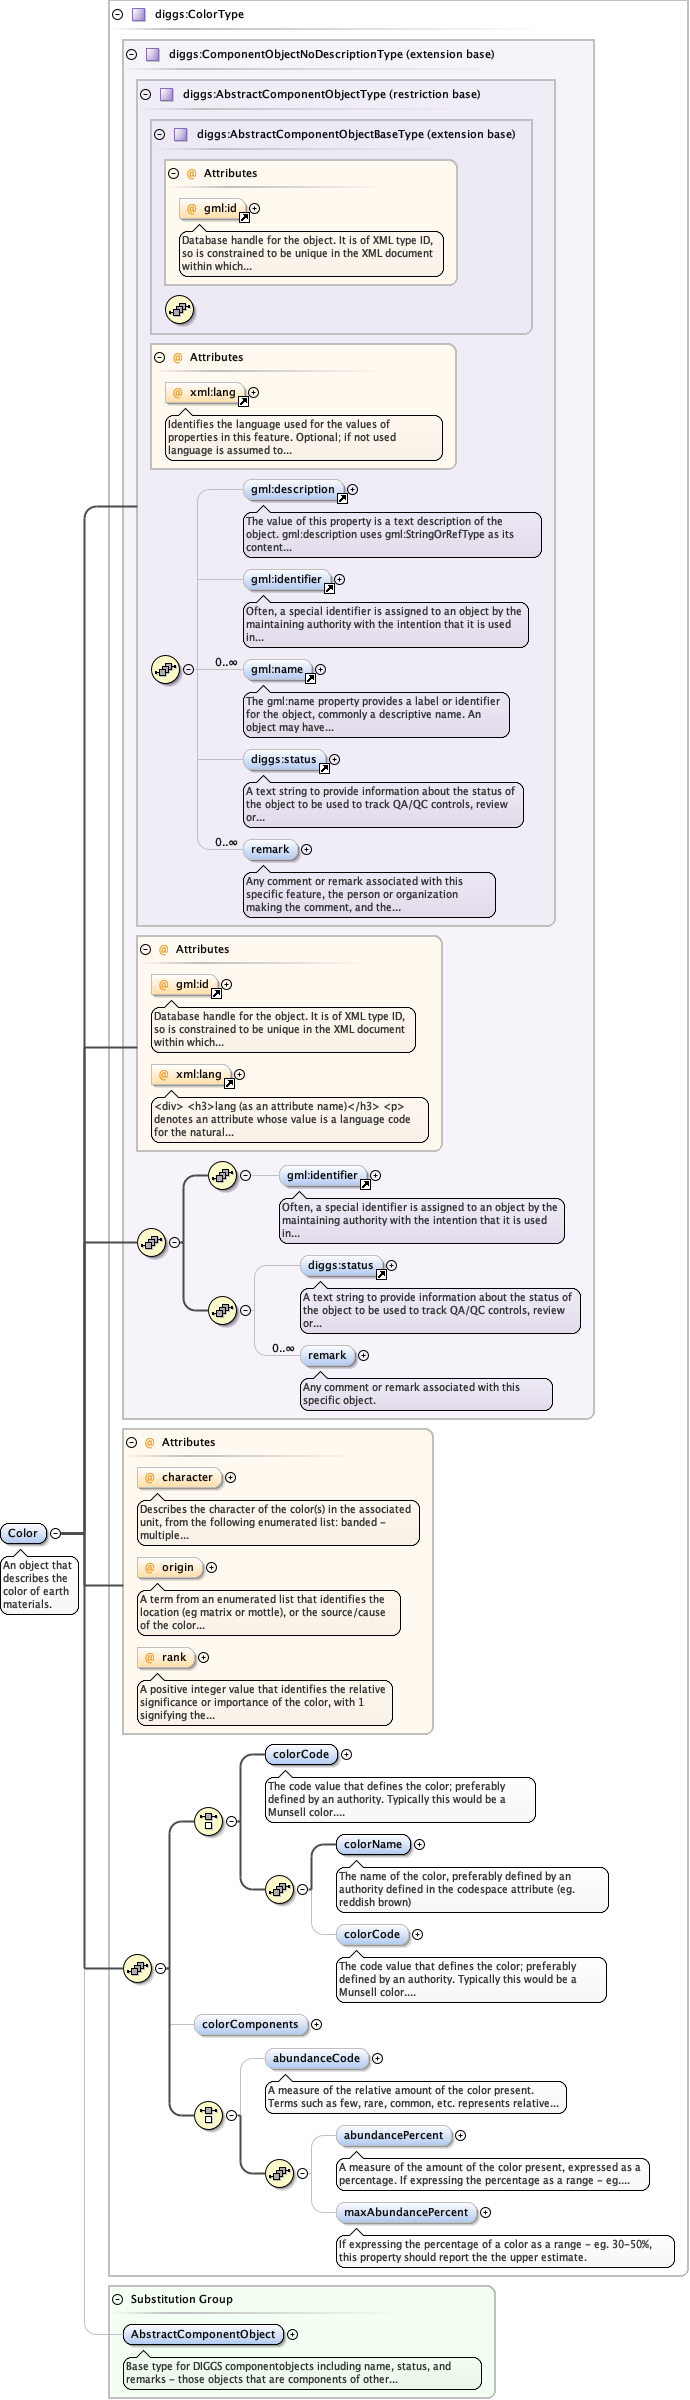 diggs:ColorType
diggs:ComponentObjectNoDescriptionType (extension base)
diggs:AbstractComponentObjectType (restriction base)
diggs:AbstractComponentObjectBaseType (extension base)
@ Attributes
@ gml:id
Database handle for the object. It is of XML type ID,
so is constrained to be unique in the XML document
within which...
@ Attributes
@ xml:lang
Identifies the language used for the values of
properties in this feature. Optional; if not used
language is assumed to...
gml:description
The value of this property is a text description of the
object. gml:description uses gml:StringOrRefType as its
content...
gml:identifier
Often, a special identifier is assigned to an object by the
maintaining authority with the intention that it is used
in...
0..∞ gml:name
The gml:name property provides a label or identifier
for the object, commonly a descriptive name. An
object may have...
diggs:status
A text string to provide information about the status of
the object to be used to track QA/QC controls, review
or...
0..∞ remark
Any comment or remark associated with this
specific feature, the person or organization
making the comment, and the...
@ Attributes
@ gml:id
Database handle for the object. It is of XML type ID,
so is constrained to be unique in the XML document
within which...
@ xml:lang
<div> <h3>lang (as an attribute name)</h3> <p>
denotes an attribute whose value is a language code
for the natural...
gml:identifier
Often, a special identifier is assigned to an object by the
maintaining authority with the intention that it is used
in...
diggs:status
A text string to provide information about the status of
the object to be used to track QA/QC controls, review
or...
0..∞ remark
Any comment or remark associated with this
specific object.
@ Attributes
@ character
Describes the character of the color(s) in the associated
unit, from the following enumerated list: banded -
multiple...
Color
An object that
describes the
color of earth
materials.
@ origin
A term from an enumerated list that identifies the
location (eg matrix or mottle), or the source/cause
of the color...
@ rank
A positive integer value that identifies the relative
significance or importance of the color, with 1
signifying the...
colorCode
The code value that defines the color; preferably
defined by an authority. Typically this would be a
Munsell color....
colorName
The name of the color, preferably defined by an
authority defined in the codespace attribute (eg.
reddish brown)
colorCode
The code value that defines the color; preferably
defined by an authority. Typically this would be a
Munsell color....
colorComponents
abundanceCode
A measure of the relative amount of the color present.
Terms such as few, rare, common, etc. represents relative...
abundancePercent
A measure of the amount of the color present, expressed as a
percentage. If expressing the percentage as a range - eg....
maxAbundancePercent
If expressing the percentage of a color as a range - eg. 30-50%,
this property should report the the upper estimate.
Substitution Group
AbstractComponentObject
Base type for DIGGS componentobjects including name, status, and
remarks - those objects that are components of other...